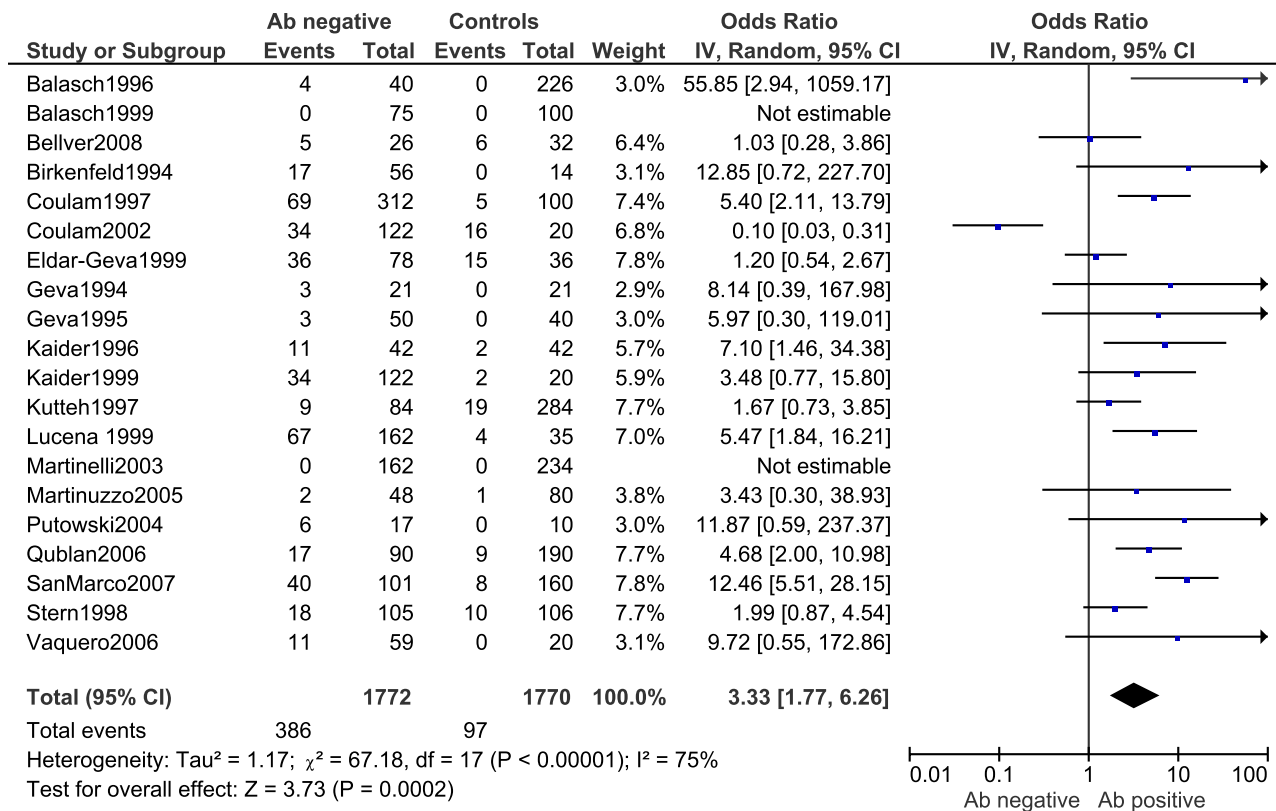 Ab negative Controls Odds Ratio Odds Ratio
Study or Subgroup Events Total Events Total Weight IV, Random, 95% CI IV, Random, 95% CI
Balasch1996 4 40 0 226 3.0% 55.85 [2.94, 1059.17]
Balasch1999 0 75 0 100 Not estimable
Bellver2008 5 26 6 32 6.4% 1.03 [0.28, 3.86]
Birkenfeld1994 17 56 0 14 3.1% 12.85 [0.72, 227.70]
Coulam1997 69 312 5 100 7.4% 5.40 [2.11, 13.79]
Coulam2002 34 122 16 20 6.8% 0.10 [0.03, 0.31]
Eldar-Geva1999 36 78 15 36 7.8% 1.20 [0.54, 2.67]
Geva1994 3 21 0 21 2.9% 8.14 [0.39, 167.98]
Geva1995 3 50 0 40 3.0% 5.97 [0.30, 119.01]
Kaider1996 11 42 2 42 5.7% 7.10 [1.46, 34.38]
Kaider1999 34 122 2 20 5.9% 3.48 [0.77, 15.80]
Kutteh1997 9 84 19 284 7.7% 1.67 [0.73, 3.85]
Lucena 1999 67 162 4 35 7.0% 5.47 [1.84, 16.21]
Martinelli2003 0 162 0 234 Not estimable
Martinuzzo2005 2 48 1 80 3.8% 3.43 [0.30, 38.93]
Putowski2004 6 17 0 10 3.0% 11.87 [0.59, 237.37]
Qublan2006 17 90 9 190 7.7% 4.68 [2.00, 10.98]
SanMarco2007 40 101 8 160 7.8% 12.46 [5.51, 28.15]
Stern1998 18 105 10 106 7.7% 1.99 [0.87, 4.54]
Vaquero2006 11 59 0 20 3.1% 9.72 [0.55, 172.86]
Total (95% CI) 1772 1770 100.0% 3.33 [1.77, 6.26]
Total events 386 97
Heterogeneity: Tau² = 1.17; χ² = 67.18, df = 17 (P < 0.00001); I² = 75%
Test for overall effect: Z = 3.73 (P = 0.0002)
0.01 0.1 1 10 100
Ab negative Ab positive